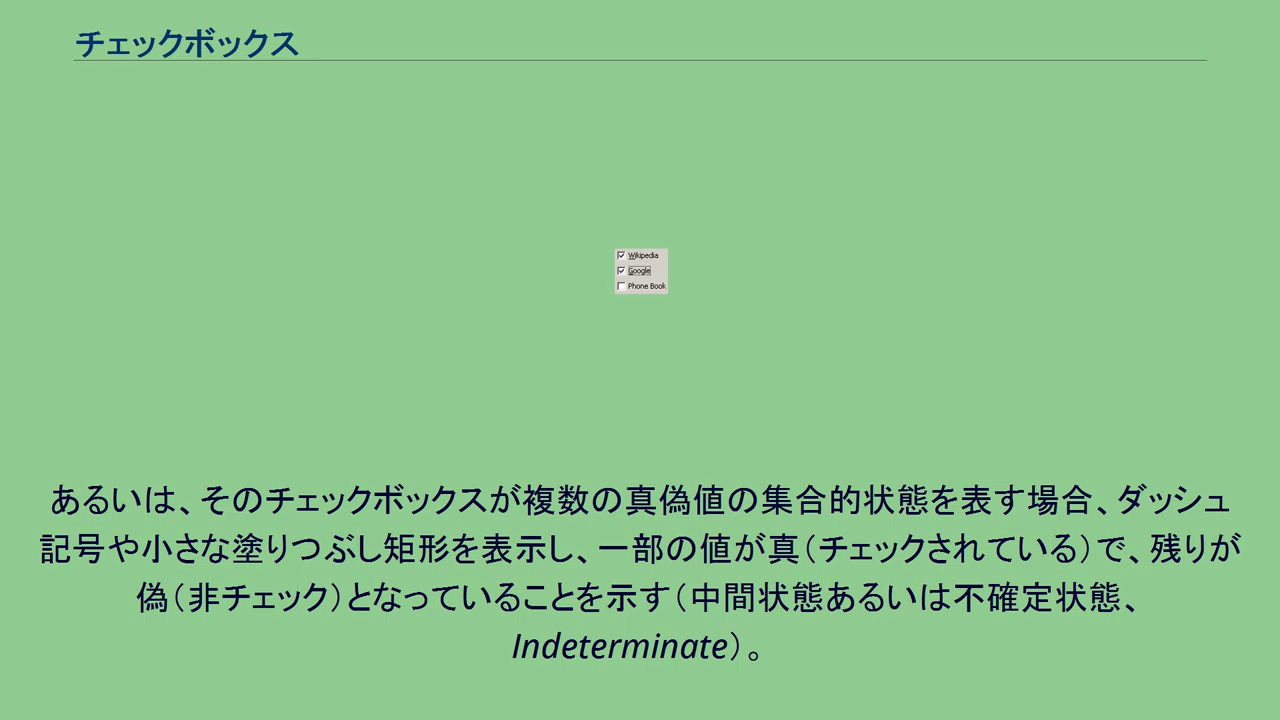 チェックボックス
Wikipedia
Google
Phone Book
あるいは、そのチェックボックスが複数の真偽値の集合的状態を表す場合、ダッシュ
記号や小さな塗りつぶし矩形を表示し、一部の値が真（チェックされている）で、残りが
偽（非チェック）となっていることを示す（中間状態あるいは不確定状態、
Indeterminate）。